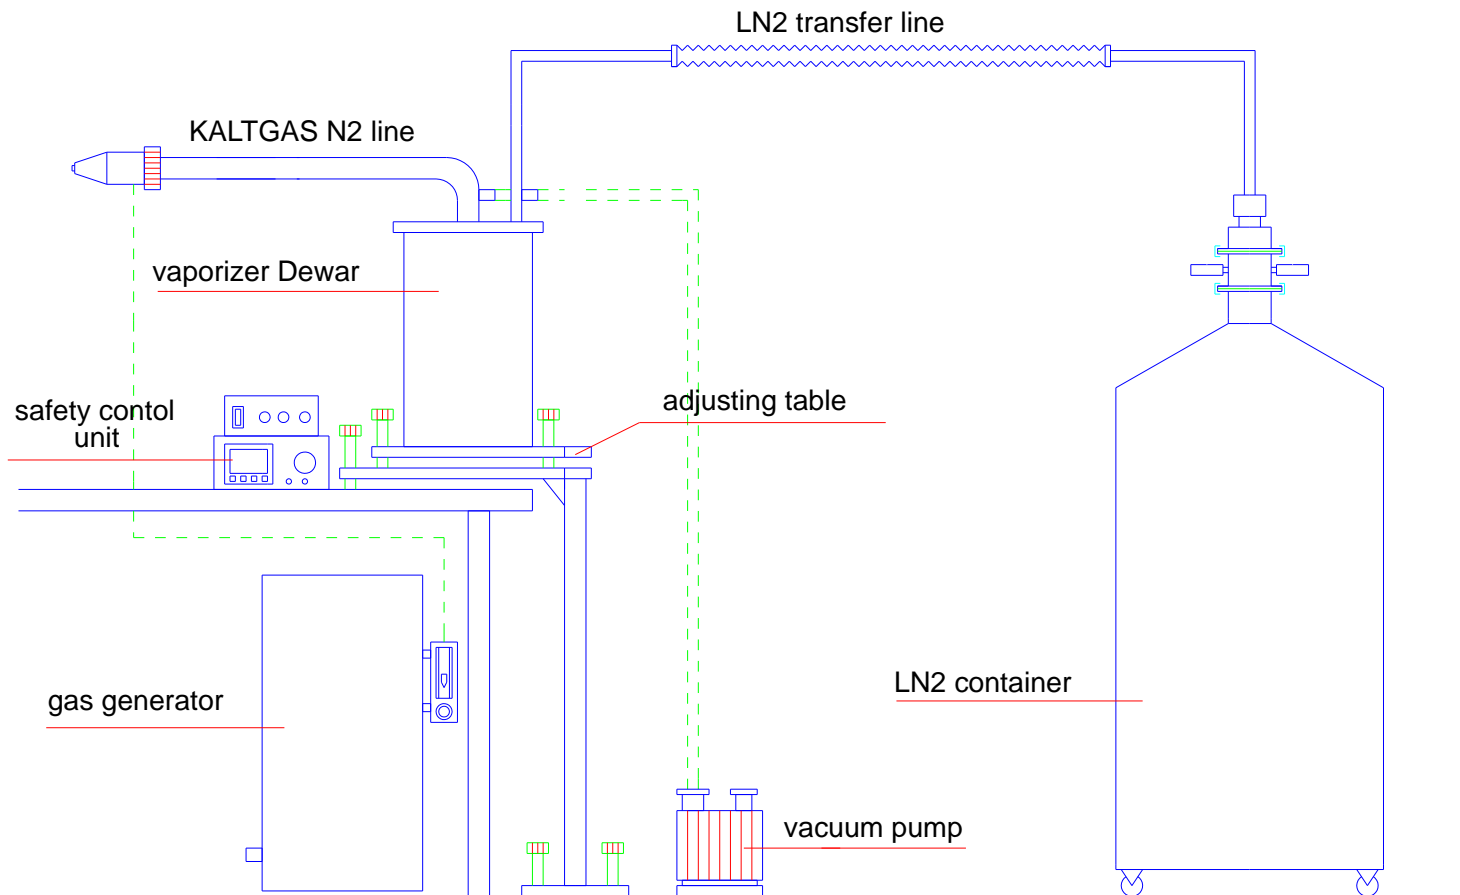 LN2 transfer line
KALTGAS N2 line
vaporizer Dewar
safety contol
unit
adjusting table
gas generator
LN2 container
vacuum pump